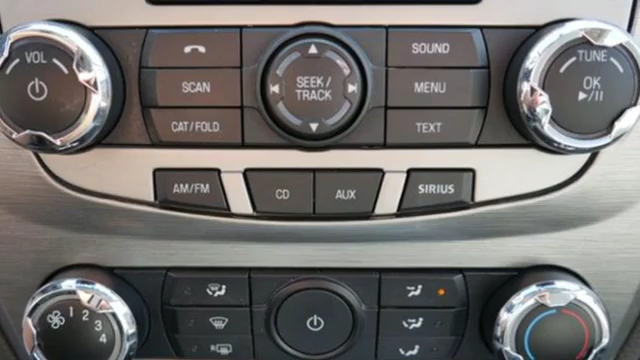 VOL
SCAN
CAT/FOLD
SEEK/
TRACK
SOUND
MENU
TEXT
TUNE
OK
AM/FM
CD
AUX
SIRIUS
1
2
3
4
R